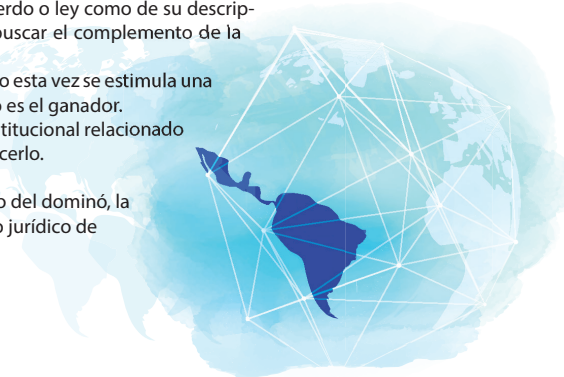 erdo o ley como de su descrip-
buscar el complemento de la
o esta vez se estimula una
o es el ganador.
titucional relacionado
cerlo.
o del dominó, la
o jurídico de